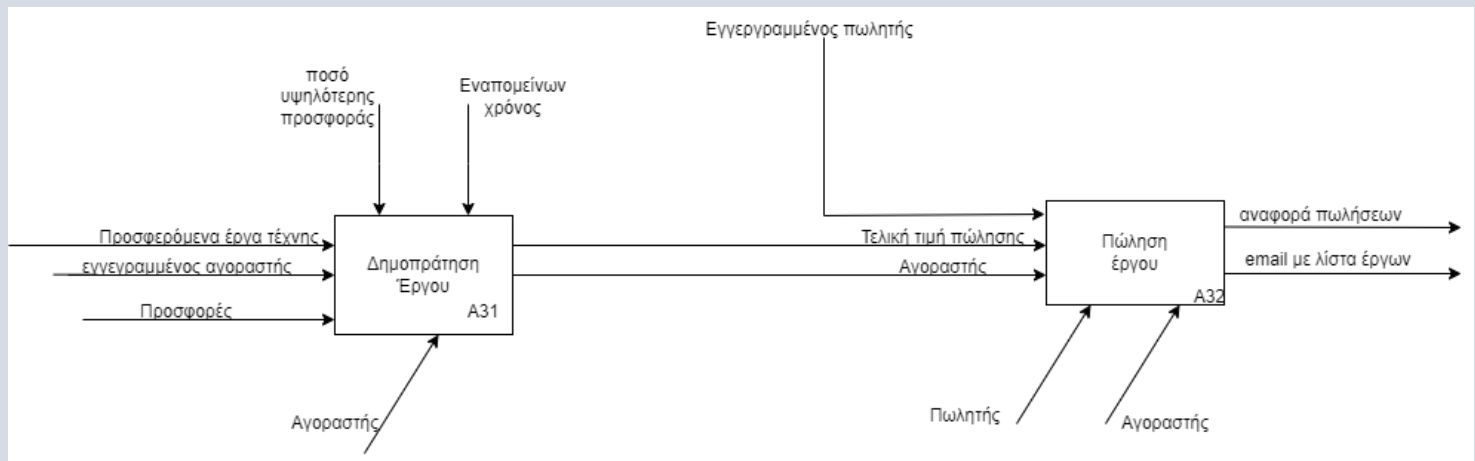 Εγγεργραμμένος πωλητής
ποσό
υψηλότερης
προσφοράς
Εναπομείνων
χρόνος
Προσφερόμενα έργα τέχνης
εγγεγραμμένος αγοραστής
Προσφορές
Δημοπράτηση
Έργου
A31
Τελική τιμή πώλησης
Αγοραστής
Πώληση
έργου
A32
αναφορά πωλήσεων
email με λίστα έργων
Αγοραστής
Πωλητής
Αγοραστής